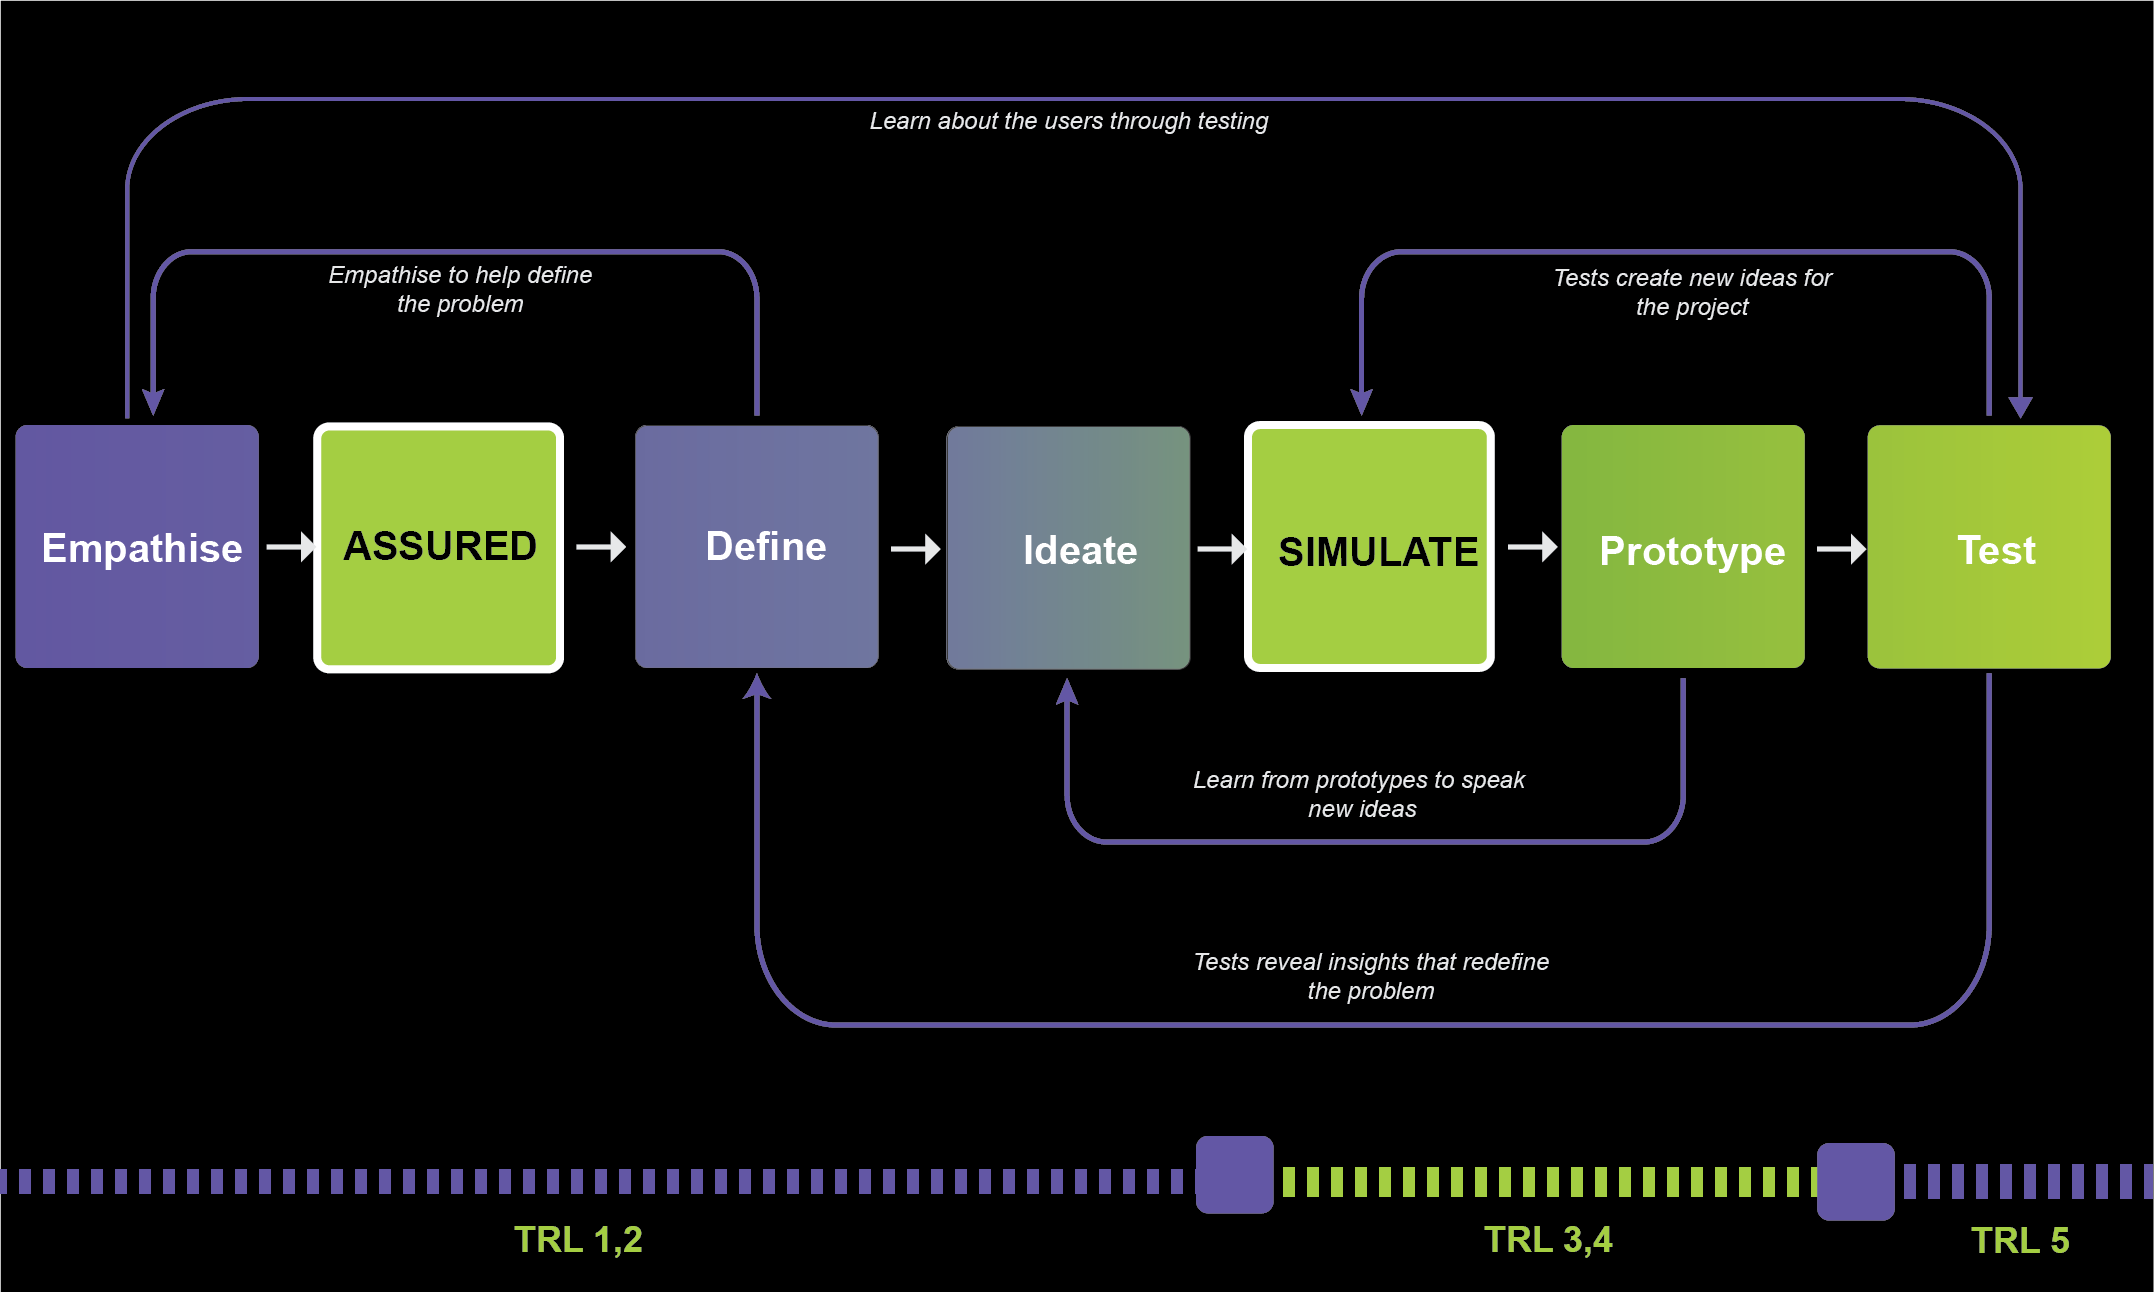 Learn about the users through testing
Empathise to help define
the problem
Tests create new ideas for
the project
Empathise
ASSURED
Define
Ideate
SIMULATE
Prototype
Test
Learn from prototypes to speak
new ideas
Tests reveal insights that redefine
the problem
TRL 1,2
TRL 3,4
TRL 5